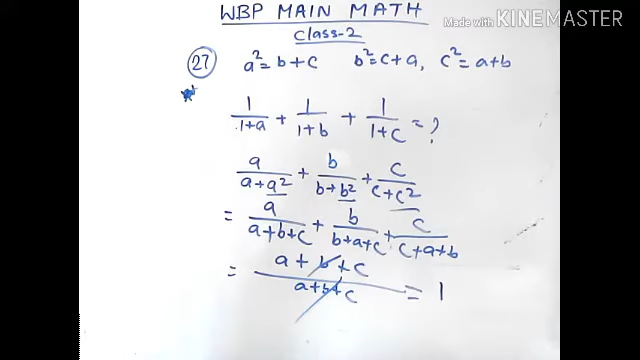 WBP MAIN MATH
Made with KINEMASTER
Class-2
27 a² = b+c b² = c+a, c² = a+b
1/1+a + 1/1+b + 1/1+c = ?
a/a+a² + b/b+b² + c/c+c²
= a/a+b+c + b/b+a+c + c/c+a+b
= a+b+c/a+b+c = 1